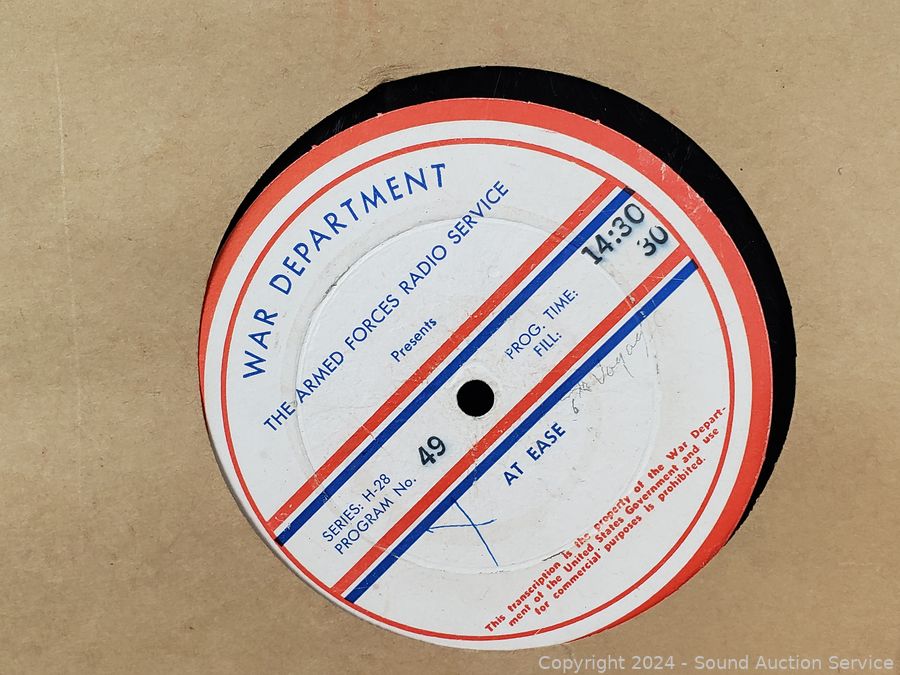 WAR DEPARTMENT
THE ARMED FORCES RADIO SERVICE
Presents
PROG. TIME: 14:30
FILL: 30
SERIES: H-28
PROGRAM No. 49
AT EASE
6th Voyage
This transcription is the property of the War Depart-
ment of the United States Government and use
for commercial purposes is prohibited.
Copyright 2024 - Sound Auction Service